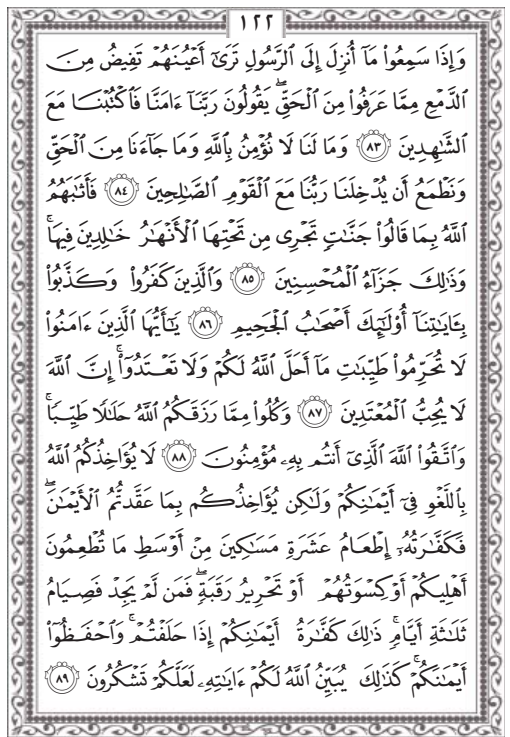 ١٢٢
وَإِذَا سَمِعُوا۟ مَآ أُنزِلَ إِلَى ٱلرَّسُولِ تَرَىٰٓ أَعْيُنَهُمْ تَفِيضُ مِنَ
ٱلدَّمْعِ مِمَّا عَرَفُوا۟ مِنَ ٱلْحَقِّ ۖ يَقُولُونَ رَبَّنَآ ءَامَنَّا فَٱكْتُبْنَا مَعَ
ٱلشَّٰهِدِينَ ٨٣ وَمَا لَنَا لَا نُؤْمِنُ بِٱللَّهِ وَمَا جَآءَنَا مِنَ ٱلْحَقِّ
وَنَطْمَعُ أَن يُدْخِلَنَا رَبُّنَا مَعَ ٱلْقَوْمِ ٱلصَّٰلِحِينَ ٨٤ فَأَثَٰبَهُمُ
ٱللَّهُ بِمَا قَالُوا۟ جَنَّٰتٍ تَجْرِى مِن تَحْتِهَا ٱلْأَنْهَٰرُ خَٰلِدِينَ فِيهَا ۚ
وَذَٰلِكَ جَزَآءُ ٱلْمُحْسِنِينَ ٨٥ وَٱلَّذِينَ كَفَرُوا۟ وَكَذَّبُوا۟
بِـَٔايَٰتِنَآ أُو۟لَٰٓئِكَ أَصْحَٰبُ ٱلْجَحِيمِ ٨٦ يَٰٓأَيُّهَا ٱلَّذِينَ ءَامَنُوا۟
لَا تُحَرِّمُوا۟ طَيِّبَٰتِ مَآ أَحَلَّ ٱللَّهُ لَكُمْ وَلَا تَعْتَدُوٓا۟ ۚ إِنَّ ٱللَّهَ
لَا يُحِبُّ ٱلْمُعْتَدِينَ ٨٧ وَكُلُوا۟ مِمَّا رَزَقَكُمُ ٱللَّهُ حَلَٰلًا طَيِّبًا ۚ
وَٱتَّقُوا۟ ٱللَّهَ ٱلَّذِىٓ أَنتُم بِهِۦ مُؤْمِنُونَ ٨٨ لَا يُؤَاخِذُكُمُ ٱللَّهُ
بِٱللَّغْوِ فِىٓ أَيْمَٰنِكُمْ وَلَٰكِن يُؤَاخِذُكُم بِمَا عَقَّدتُّمُ ٱلْأَيْمَٰنَ ۖ
فَكَفَّٰرَتُهُۥٓ إِطْعَامُ عَشَرَةِ مَسَٰكِينَ مِنْ أَوْسَطِ مَا تُطْعِمُونَ
أَهْلِيكُمْ أَوْ كِسْوَتُهُمْ أَوْ تَحْرِيرُ رَقَبَةٍ ۖ فَمَن لَّمْ يَجِدْ فَصِيَامُ
ثَلَٰثَةِ أَيَّامٍ ۚ ذَٰلِكَ كَفَّٰرَةُ أَيْمَٰنِكُمْ إِذَا حَلَفْتُمْ ۚ وَٱحْفَظُوٓا۟
أَيْمَٰنَكُمْ ۚ كَذَٰلِكَ يُبَيِّنُ ٱللَّهُ لَكُمْ ءَايَٰتِهِۦ لَعَلَّكُمْ تَشْكُرُونَ ٨٩